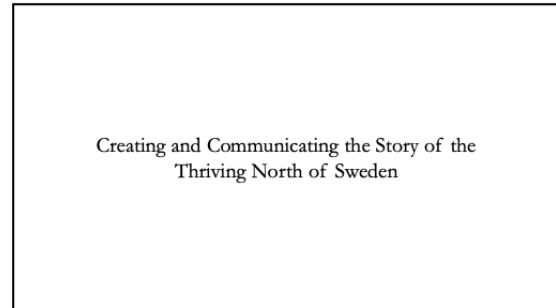 Creating and Communicating the Story of the
Thriving North of Sweden